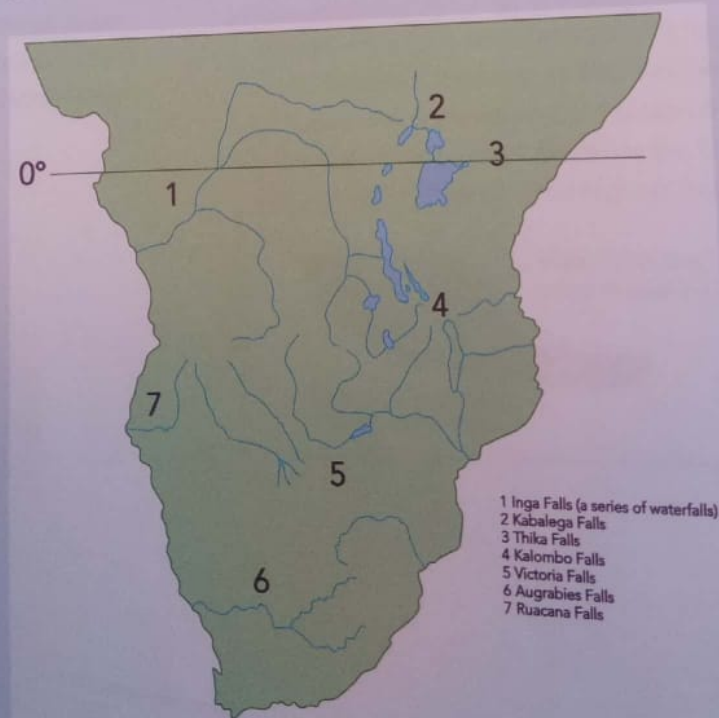 2
0°
3
1
4
7
5
6
1 Inga Falls (a series of waterfalls)
2 Kabalega Falls
3 Thika Falls
4 Kalombo Falls
5 Victoria Falls
6 Augrabies Falls
7 Ruacana Falls